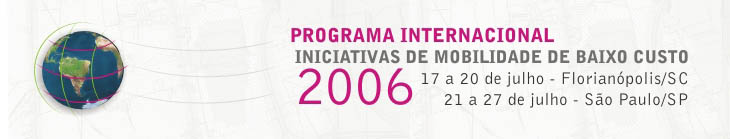 PROGRAMA INTERNACIONAL
INICIATIVAS DE MOBILIDADE DE BAIXO CUSTO
2006
17 a 20 de julho - Florianópolis/SC
21 a 27 de julho - São Paulo/SP